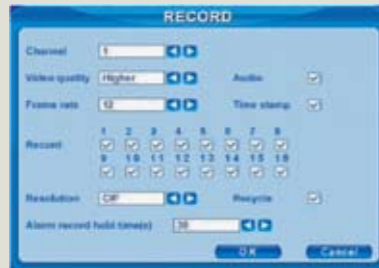 RECORD
Channel 1
Video quality Higher Audio
Frame rate 12 Time stamp
1 2 3 4 5 6 7 8
Record
9 10 11 12 13 14 15 16
Resolution CIF Recycle
Alarm record hold time(s) 30
OK Cancel